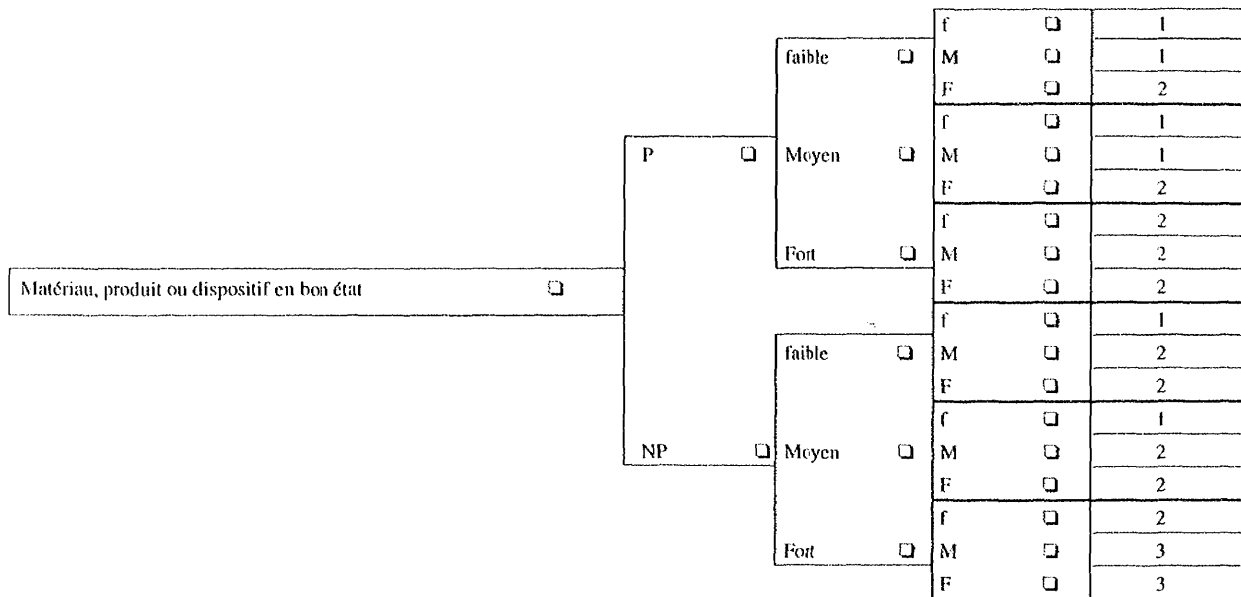 f ❑ 1
faible ❑ M ❑ 1
F ❑ 2
f ❑ 1
P ❑ Moyen ❑ M ❑ 1
F ❑ 2
f ❑ 2
Fort ❑ M ❑ 2
Matériau, produit ou dispositif en bon état ❑ F ❑ 2
f ❑ 1
faible ❑ M ❑ 2
F ❑ 2
f ❑ 1
NP ❑ Moyen ❑ M ❑ 2
F ❑ 2
f ❑ 2
Fort ❑ M ❑ 3
F ❑ 3